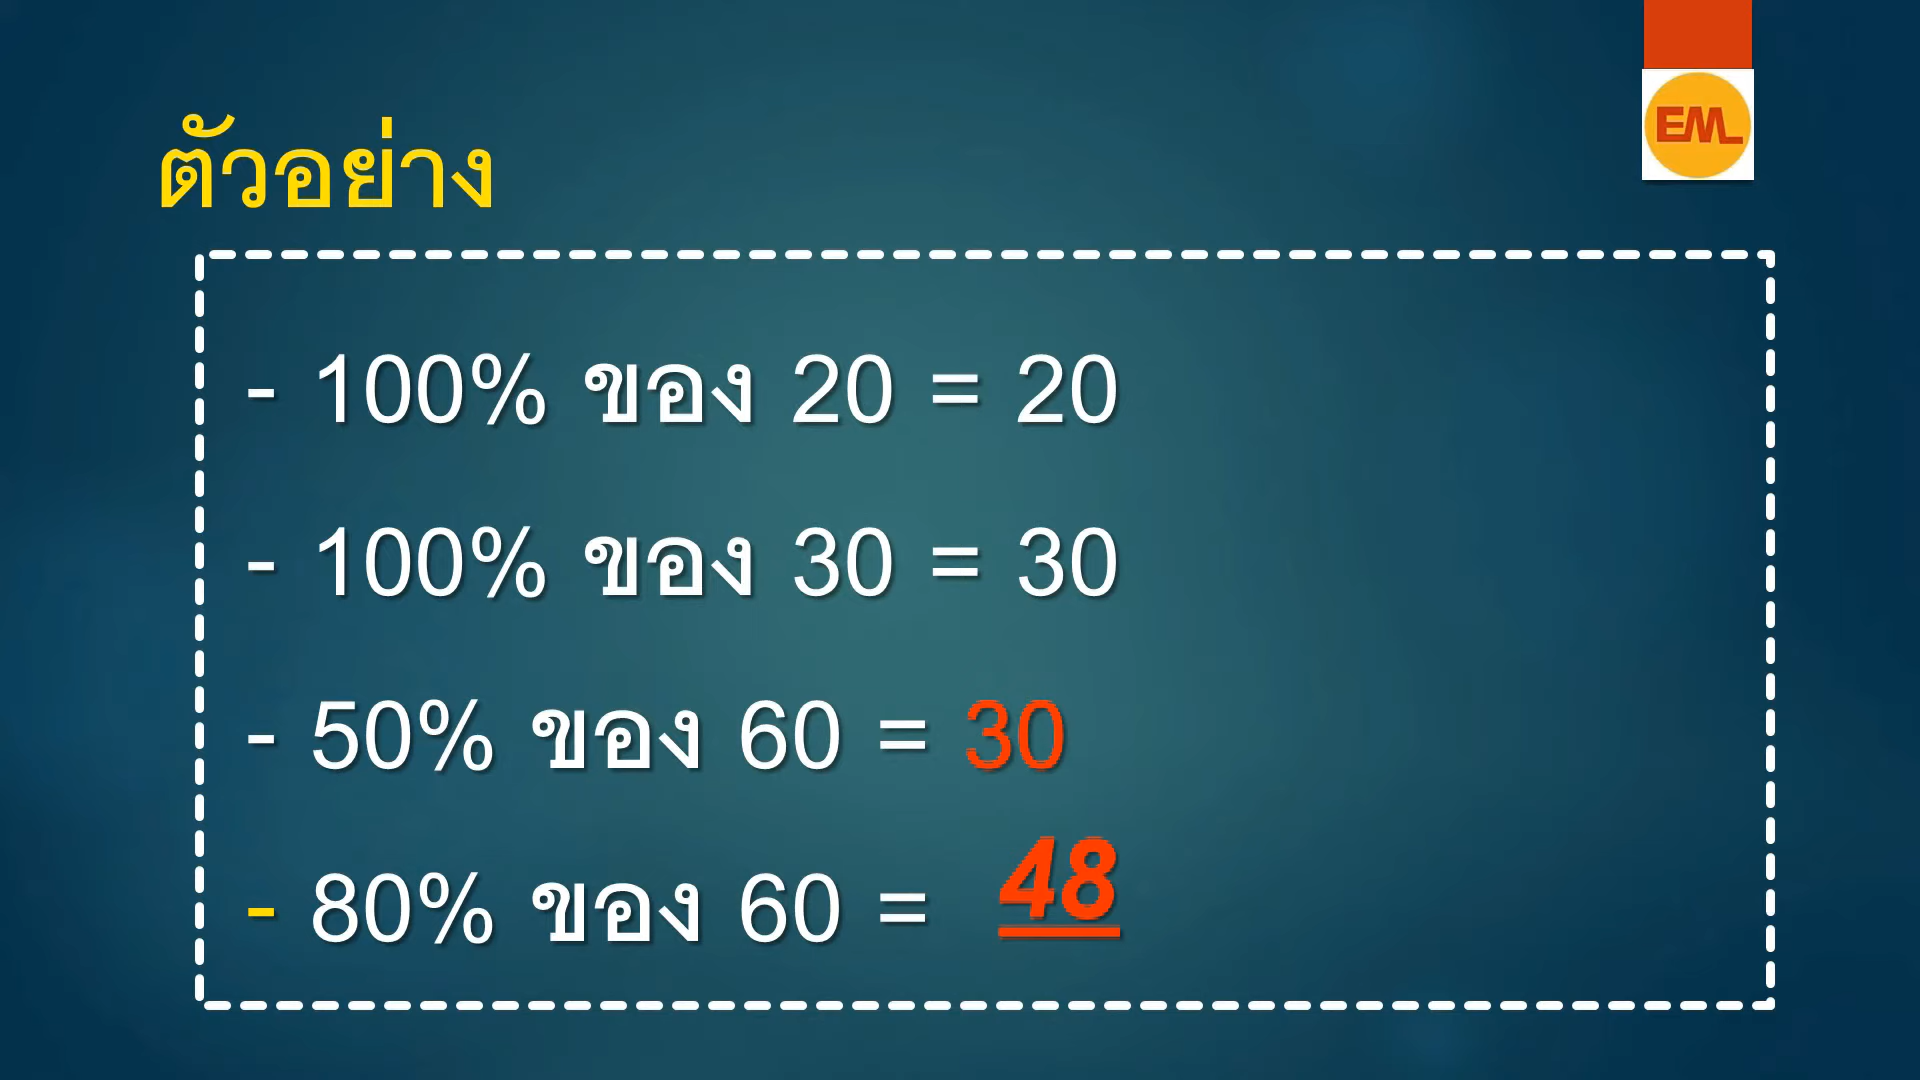 EML
ตัวอย่าง
- 100% ของ 20 = 20
- 100% ของ 30 = 30
- 50% ของ 60 = 30
- 80% ของ 60 = 48